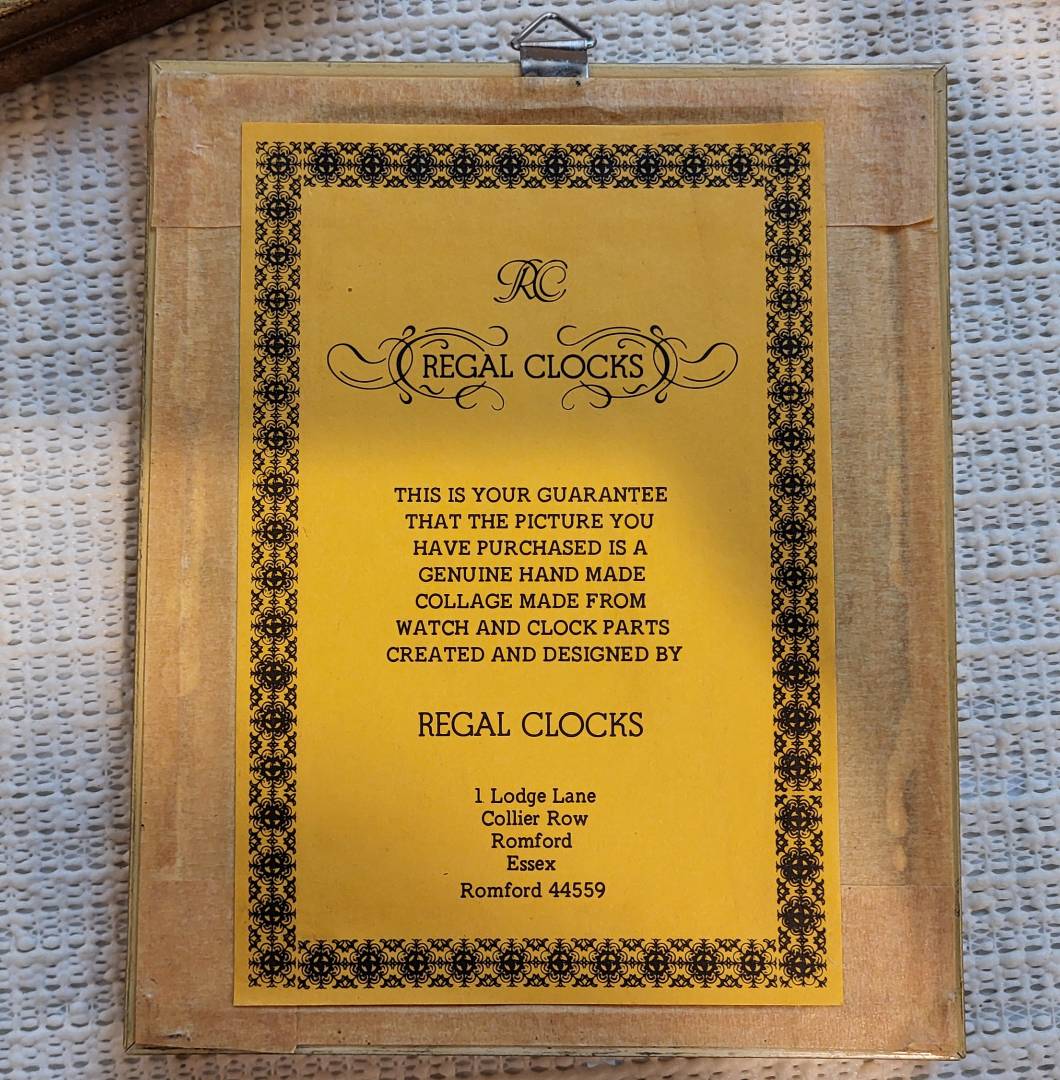 RC
REGAL CLOCKS
THIS IS YOUR GUARANTEE
THAT THE PICTURE YOU
HAVE PURCHASED IS A
GENUINE HAND MADE
COLLAGE MADE FROM
WATCH AND CLOCK PARTS
CREATED AND DESIGNED BY
REGAL CLOCKS
1 Lodge Lane
Collier Row
Romford
Essex
Romford 44559